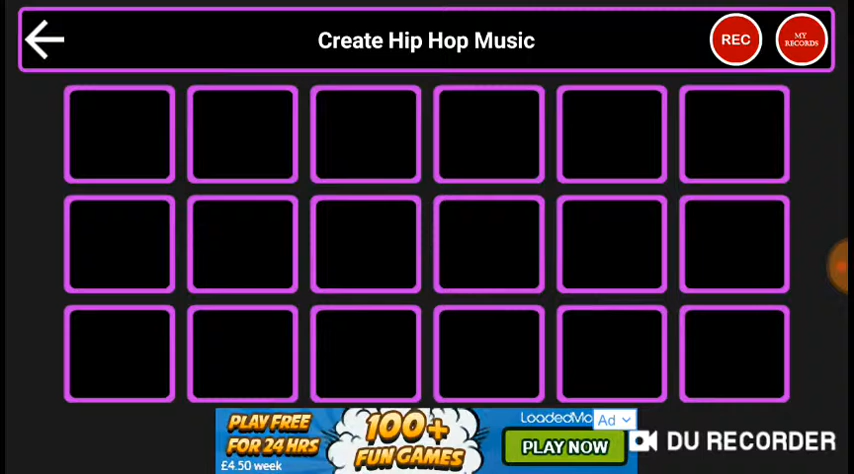 Create Hip Hop Music
REC
MY
RECORDS
PLAY FREE
FOR 24 HRS
£4.50 week
100+
FUN GAMES
LoadedMo
Ad
PLAY NOW
DU RECORDER